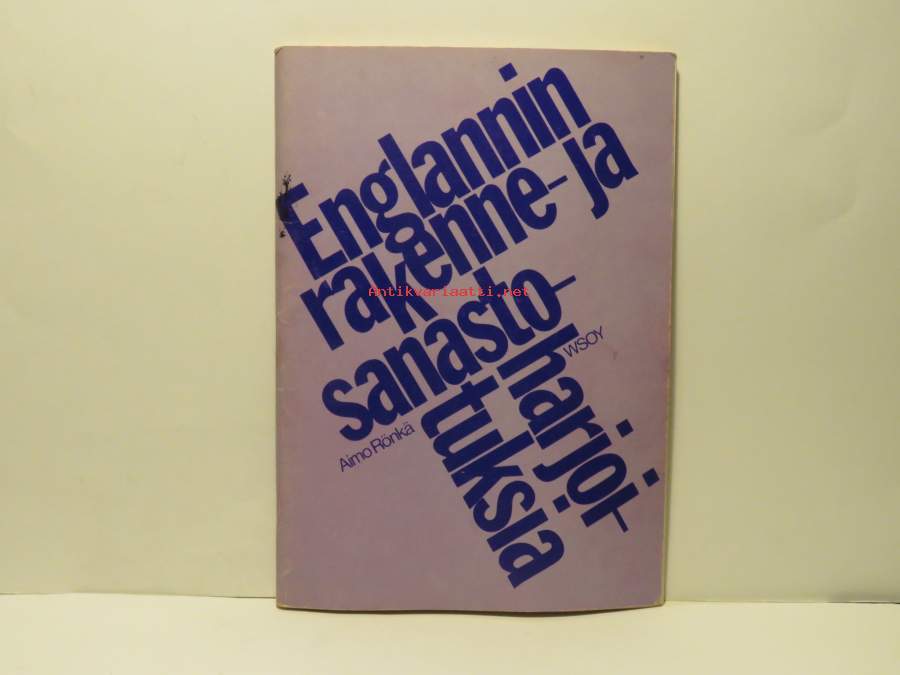 Englannin
rakenne- ja
sanasto-
harjoi-
tuksia
Aimo Rönkä
WSOY
Antikvariaatti.net